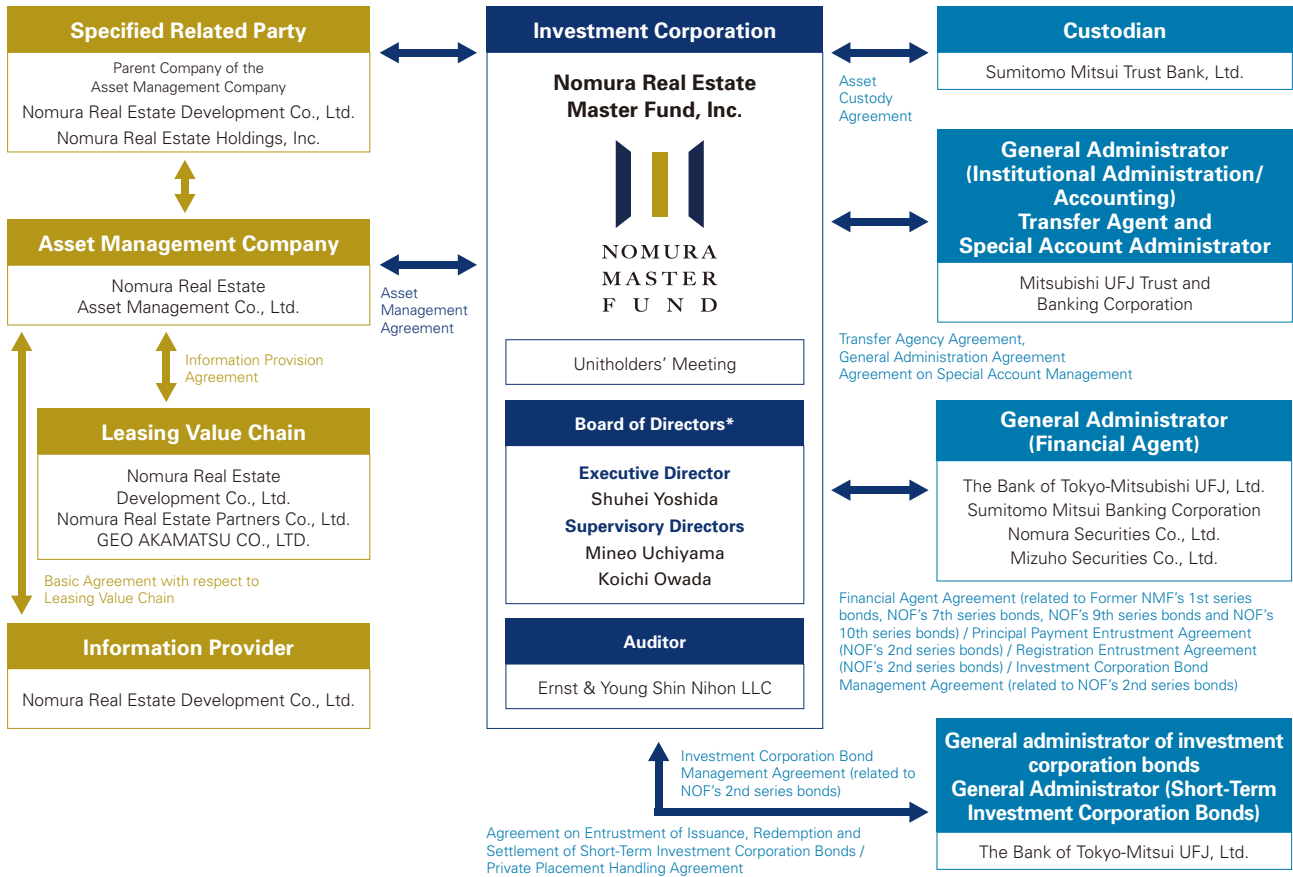 Specified Related Party
Parent Company of the
Asset Management Company
Nomura Real Estate Development Co., Ltd.
Nomura Real Estate Holdings, Inc.
Asset Management Company
Nomura Real Estate
Asset Management Co., Ltd.
Information Provision
Agreement
Leasing Value Chain
Nomura Real Estate
Development Co., Ltd.
Nomura Real Estate Partners Co., Ltd.
GEO AKAMATSU CO., LTD.
Basic Agreement with respect to
Leasing Value Chain
Information Provider
Nomura Real Estate Development Co., Ltd.
Asset
Management
Agreement
Investment Corporation
Nomura Real Estate
Master Fund, Inc.
NOMURA
MASTER
FUND
Unitholders’ Meeting
Board of Directors*
Executive Director
Shuhei Yoshida
Supervisory Directors
Mineo Uchiyama
Koichi Owada
Auditor
Ernst & Young Shin Nihon LLC
Investment Corporation Bond
Management Agreement (related to
NOF’s 2nd series bonds)
Agreement on Entrustment of Issuance, Redemption and
Settlement of Short-Term Investment Corporation Bonds /
Private Placement Handling Agreement
Custodian
Sumitomo Mitsui Trust Bank, Ltd.
Asset
Custody
Agreement
General Administrator
(Institutional Administration/
Accounting)
Transfer Agent and
Special Account Administrator
Mitsubishi UFJ Trust and
Banking Corporation
Transfer Agency Agreement,
General Administration Agreement
Agreement on Special Account Management
General Administrator
(Financial Agent)
The Bank of Tokyo-Mitsubishi UFJ, Ltd.
Sumitomo Mitsui Banking Corporation
Nomura Securities Co., Ltd.
Mizuho Securities Co., Ltd.
Financial Agent Agreement (related to Former NMF’s 1st series
bonds, NOF’s 7th series bonds, NOF’s 9th series bonds and NOF’s
10th series bonds) / Principal Payment Entrustment Agreement
(NOF’s 2nd series bonds) / Registration Entrustment Agreement
(NOF’s 2nd series bonds) / Investment Corporation Bond
Management Agreement (related to NOF’s 2nd series bonds)
General administrator of investment
corporation bonds
General Administrator (Short-Term
Investment Corporation Bonds)
The Bank of Tokyo-Mitsui UFJ, Ltd.